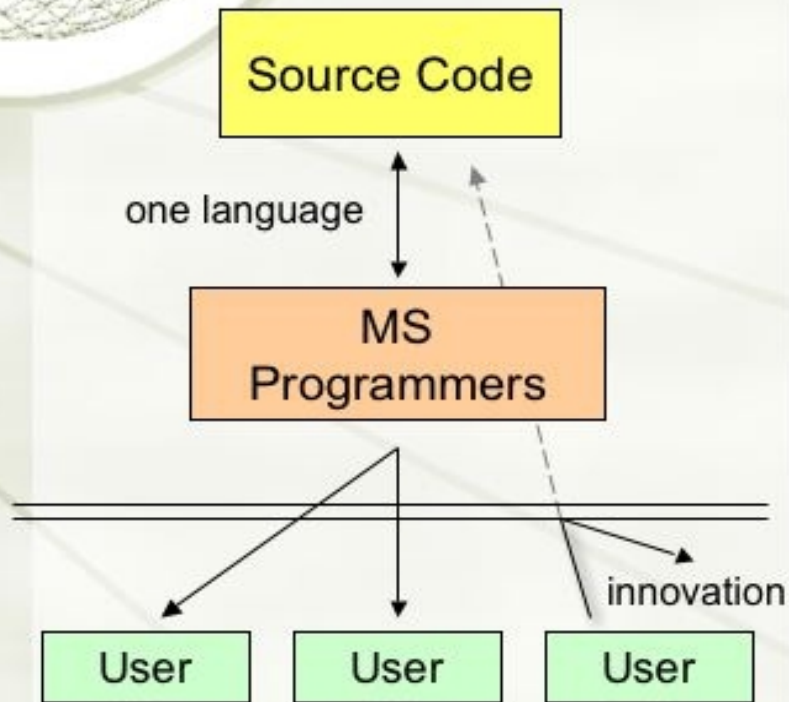 Source Code
one language
MS
Programmers
innovation
User
User
User